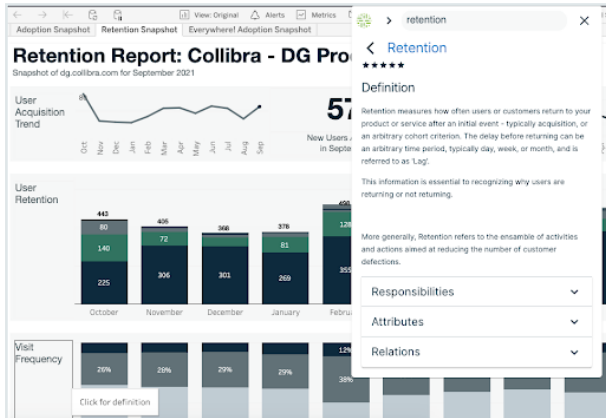 View: Original
Alerts
Metrics
Adoption Snapshot
Retention Snapshot
Everywhere! Adoption Snapshot
Retention Report: Collibra - DG Pro
Snapshot of dg.collibra.com for September 2021
User
Acquisition
Trend
Oct
Nov
Dec
Jan
Feb
Mar
Apr
May
Jun
Jul
Aug
Sep
57
New Users
in Septe
User
Retention
443
80
140
225
October
405
72
306
November
368
301
December
378
81
269
January
498
128
355
Febru
Visit
Frequency
26%
28%
29%
29%
12%
38%
Click for definition
retention
Retention
★★★★★
Definition
Retention measures how often users or customers return to your
product or service after an initial event - typically acquisition, or
an arbitrary cohort criterion. The delay before returning can be
an arbitrary time period, typically day, week, or month, and is
referred to as 'Lag'.
This information is essential to recognizing why users are
returning or not returning.
More generally, Retention refers to the ensamble of activities
and actions aimed at reducing the number of customer
defections.
Responsibilities
Attributes
Relations